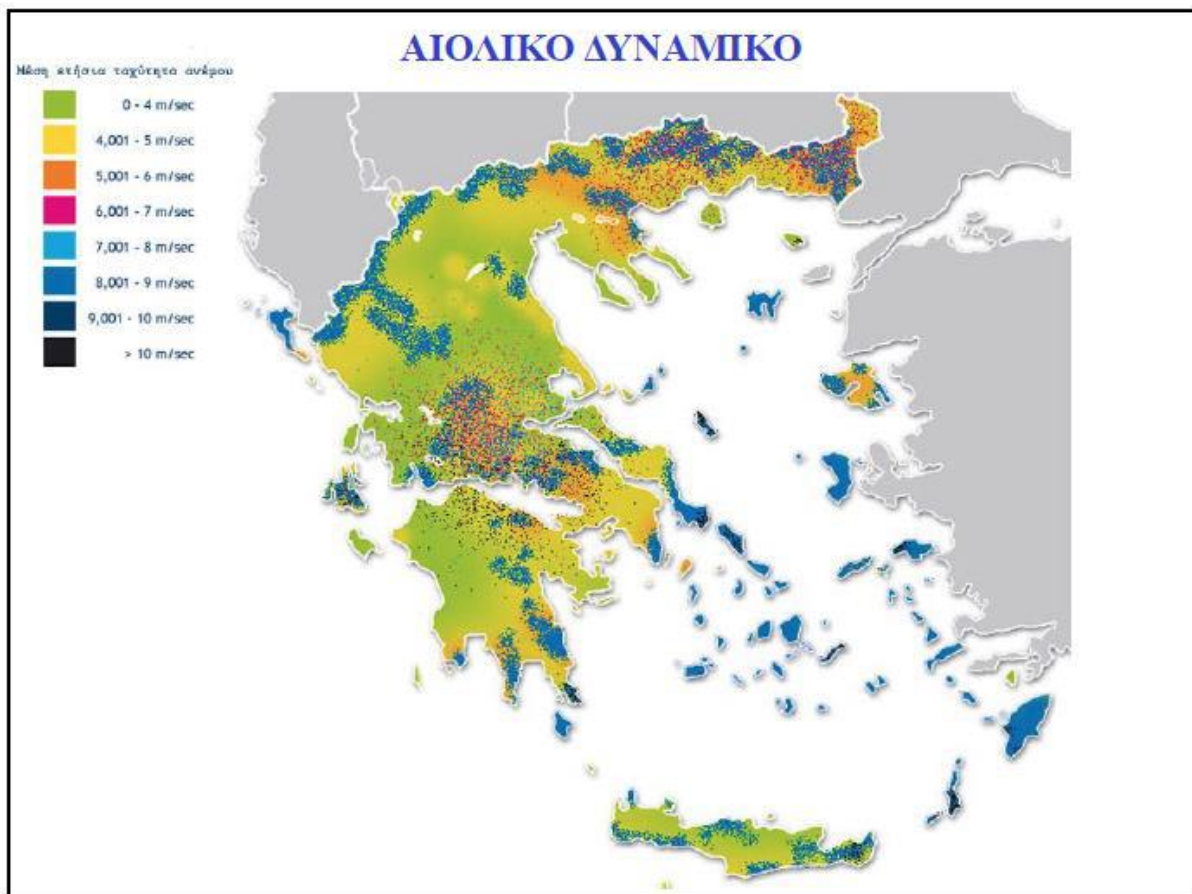 ΑΙΟΛΙΚΟ ΔΥΝΑΜΙΚΟ
Μέση ετήσια ταχύτητα ανέμου
0 - 4 m/sec
4,001 - 5 m/sec
5,001 - 6 m/sec
6,001 - 7 m/sec
7,001 - 8 m/sec
8,001 - 9 m/sec
9,001 - 10 m/sec
> 10 m/sec